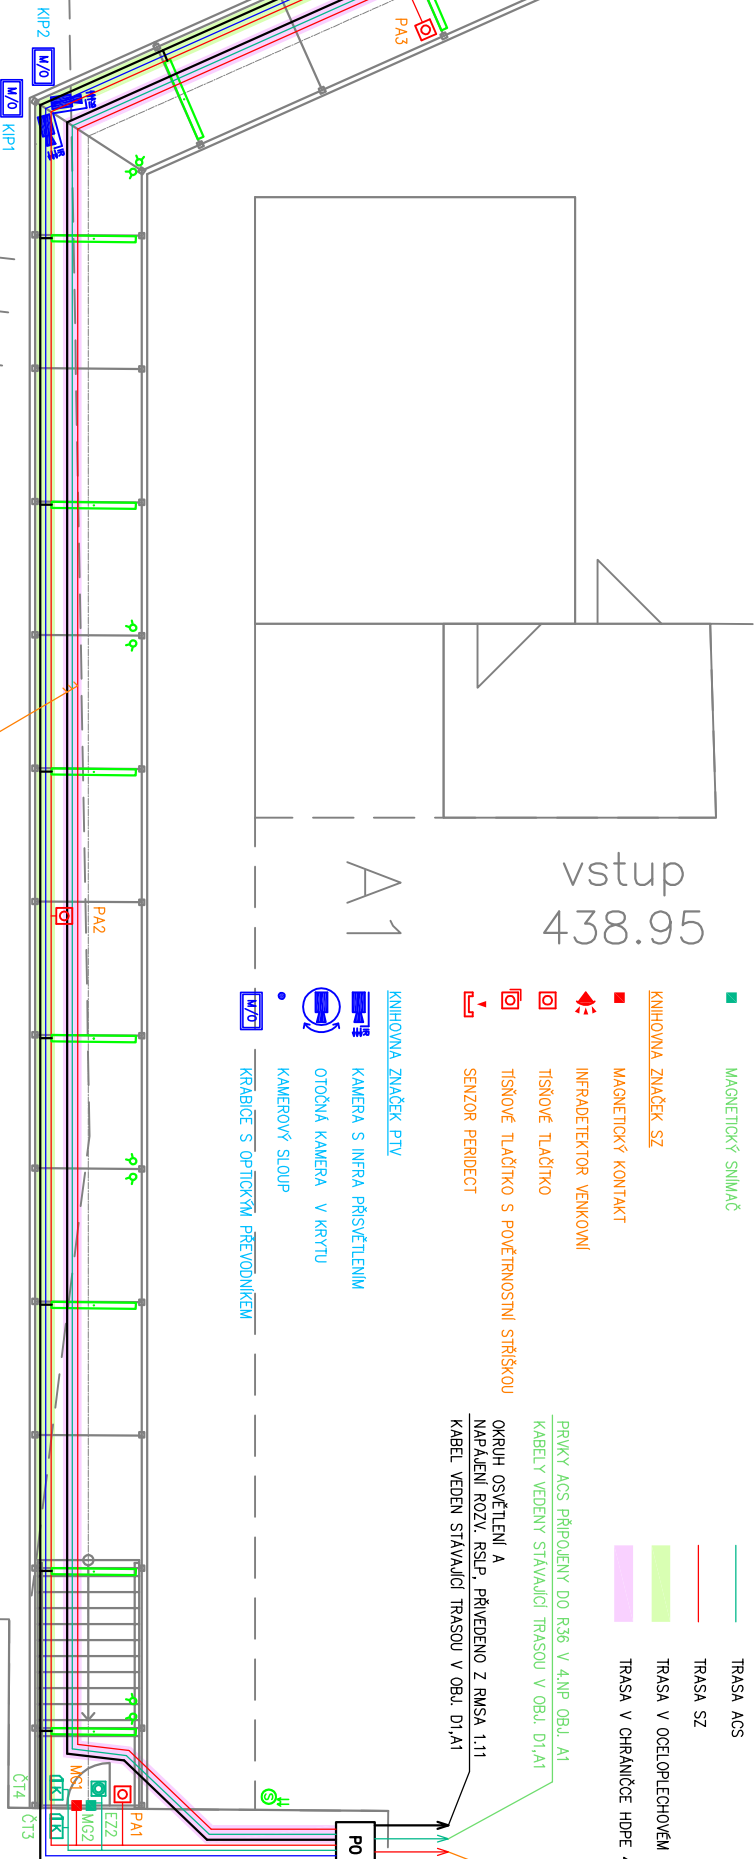 KIP2
M/O
M/O
KIP1
IR
IR
PA3
PA2
A1
vstup
438.95
MAGNETICKÝ SNÍMAČ
KNIHOVNA ZNAČEK SZ
MAGNETICKÝ KONTAKT
INFRADETEKTOR VENKOVNÍ
TÍSŇOVÉ TLAČÍTKO
TÍSŇOVÉ TLAČÍTKO S POVĚTRNOSTNÍ STŘÍŠKOU
SENZOR PERIDECT
KNIHOVNA ZNAČEK PTV
IR
KAMERA S INFRA PŘISVĚTLENÍM
OTOČNÁ KAMERA V KRYTU
KAMEROVÝ SLOUP
M/O
KRABICE S OPTICKÝM PŘEVODNÍKEM
TRASA ACS
TRASA SZ
TRASA V OCELOPLECHOVÉM
TRASA V CHRÁNIČCE HDPE
PRVKY ACS PŘIPOJENY DO R36 V 4.NP OBJ. A1
KABELY VEDENY STÁVAJÍCÍ TRASOU V OBJ. D1,A1
OKRUH OSVĚTLENÍ A
NAPÁJENÍ ROZV. RSLP, PŘIVEDENO Z RMSA 1.11
KABEL VEDEN STÁVAJÍCÍ TRASOU V OBJ. D1,A1
S
PO
PA1
EZ2
MG2
MG1
K
K
ČT3
ČT4